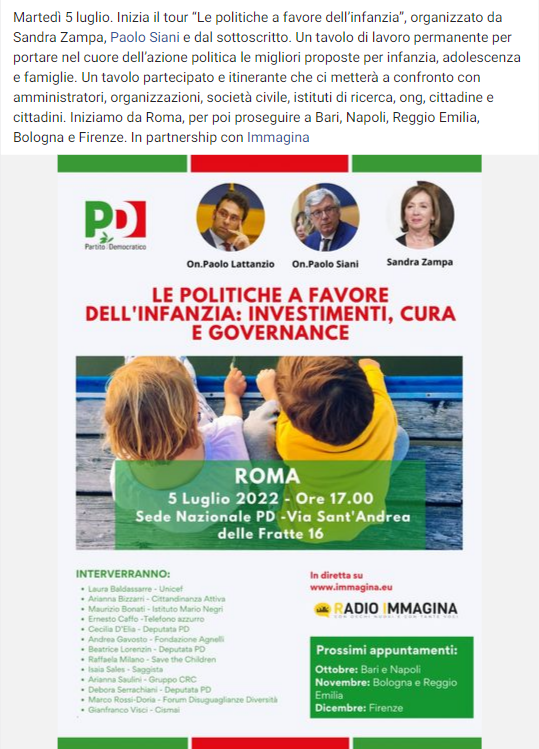 Martedì 5 luglio. Inizia il tour “Le politiche a favore dell’infanzia”, organizzato da
Sandra Zampa, Paolo Siani e dal sottoscritto. Un tavolo di lavoro permanente per
portare nel cuore dell’azione politica le migliori proposte per infanzia, adolescenza
e famiglie. Un tavolo partecipato e itinerante che ci metterà a confronto con
amministratori, organizzazioni, società civile, istituti di ricerca, ong, cittadine e
cittadini. Iniziamo da Roma, per poi proseguire a Bari, Napoli, Reggio Emilia,
Bologna e Firenze. In partnership con Immagina
PD
Partito Democratico
On.Paolo Lattanzio
On.Paolo Siani
Sandra Zampa
LE POLITICHE A FAVORE
DELL'INFANZIA: INVESTIMENTI, CURA
E GOVERNANCE
ROMA
5 Luglio 2022 - Ore 17.00
Sede Nazionale PD -Via Sant'Andrea
delle Fratte 16
INTERVERRANNO:
Laura Baldassarre - Unicef
Arianna Bizzarri - Cittandinanza Attiva
Maurizio Bonati - Istituto Mario Negri
Ernesto Caffo -Telefono azzurro
Cecilia D'Elia - Deputata PD
Andrea Gavosto - Fondazione Agnelli
Beatrice Lorenzin - Deputata PD
Raffaela Milano - Save the Children
Isaia Sales - Saggista
Arianna Saulini - Gruppo CRC
Debora Serrachiani - Deputata PD
Marco Rossi-Doria - Forum Disuguaglianze Diversità
Gianfranco Visci - Cismai
In diretta su
www.immagina.eu
RADIO IMMAGINA
CON OCCHI NUOVI E CON TANTE VOCI
Prossimi appuntamenti:
Ottobre: Bari e Napoli
Novembre: Bologna e Reggio
Emilia
Dicembre: Firenze